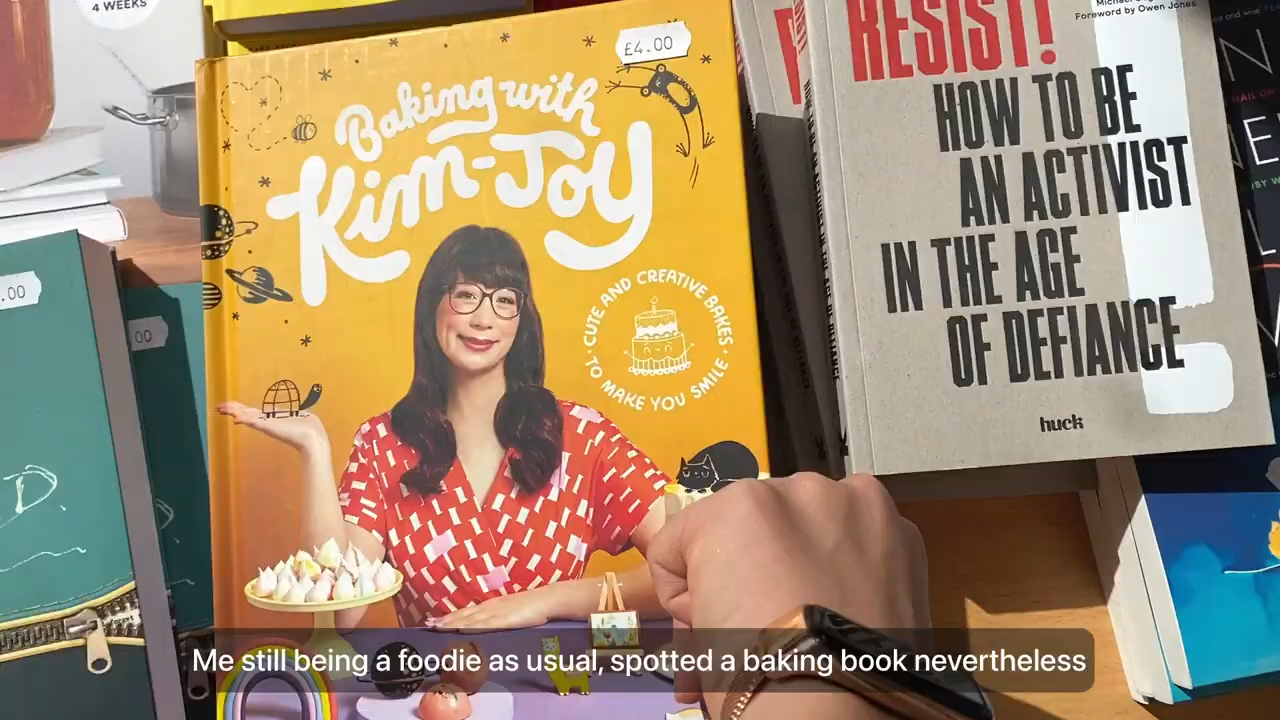 4 WEEKS
£4.00
Baking with
Kim-Joy
CUTE AND CREATIVE BAKES
TO MAKE YOU SMILE
.00
00
RESIST!
Foreword by Owen Jones
HOW TO BE
AN ACTIVIST
IN THE AGE
OF DEFIANCE
huck
Me still being a foodie as usual, spotted a baking book nevertheless